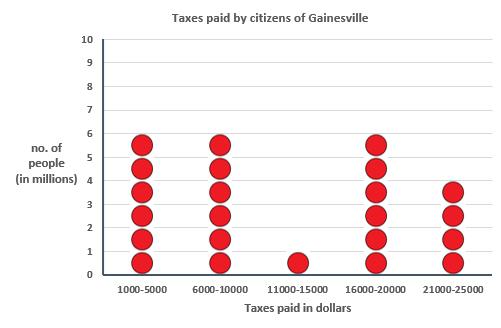 Taxes paid by citizens of Gainesville
10
9
8
7
6
5
4
3
2
1
0
no. of
people
(in millions)
1000-5000 6000-10000 11000-15000 16000-20000 21000-25000
Taxes paid in dollars